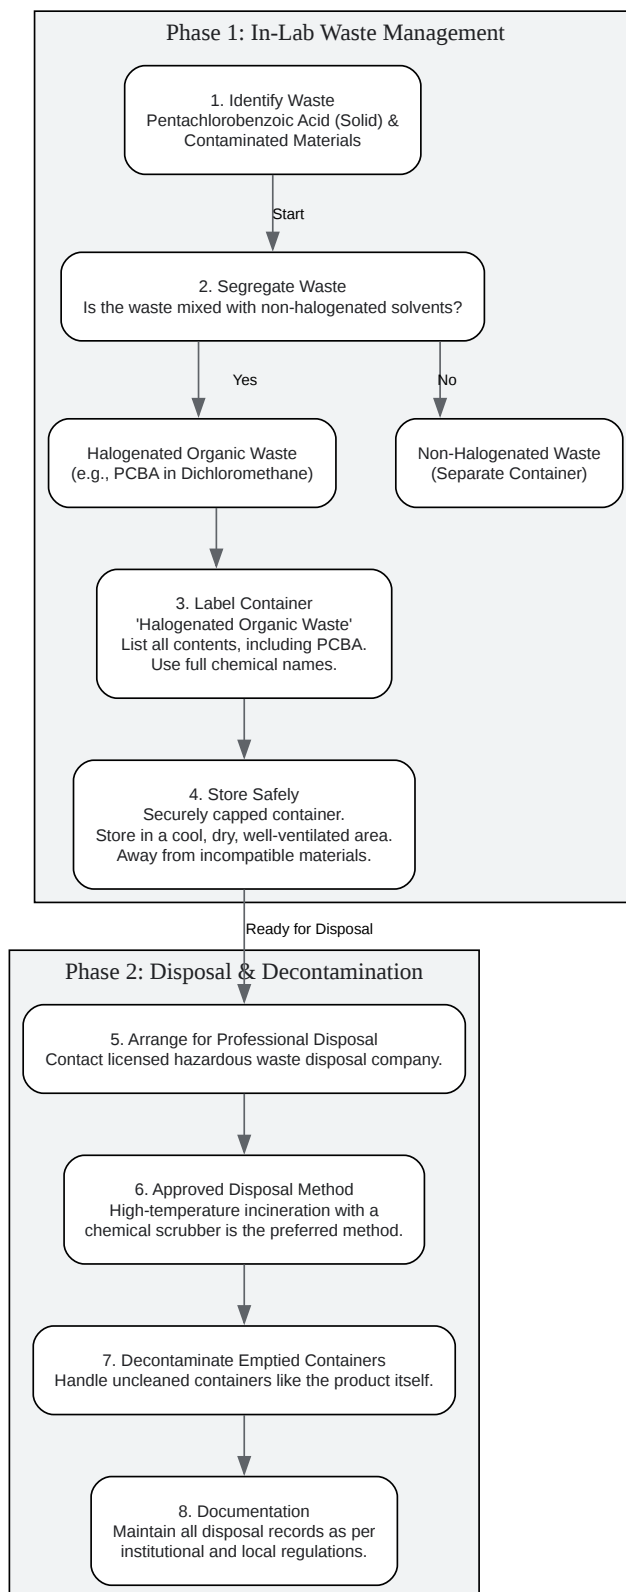 Phase 1: In-Lab Waste Management
1. Identify Waste
Pentachlorobenzoic Acid (Solid) &
Contaminated Materials
Start
2. Segregate Waste
Is the waste mixed with non-halogenated solvents?
Yes
No
Halogenated Organic Waste
(e.g., PCBA in Dichloromethane)
Non-Halogenated Waste
(Separate Container)
3. Label Container
'Halogenated Organic Waste'
List all contents, including PCBA.
Use full chemical names.
4. Store Safely
Securely capped container.
Store in a cool, dry, well-ventilated area.
Away from incompatible materials.
Ready for Disposal
Phase 2: Disposal & Decontamination
5. Arrange for Professional Disposal
Contact licensed hazardous waste disposal company.
6. Approved Disposal Method
High-temperature incineration with a
chemical scrubber is the preferred method.
7. Decontaminate Emptied Containers
Handle uncleaned containers like the product itself.
8. Documentation
Maintain all disposal records as per
institutional and local regulations.